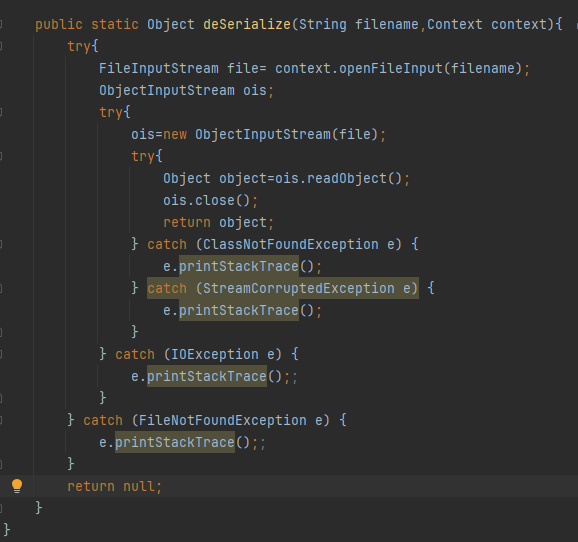 public static Object deSerialize(String filename,Context context){
try{
FileInputStream file= context.openFileInput(filename);
ObjectInputStream ois;
try{
ois=new ObjectInputStream(file);
try{
Object object=ois.readObject();
ois.close();
return object;
} catch (ClassNotFoundException e) {
e.printStackTrace();
} catch (StreamCorruptedException e) {
e.printStackTrace();
}
} catch (IOException e) {
e.printStackTrace();;
}
} catch (FileNotFoundException e) {
e.printStackTrace();;
}
return null;
}
}